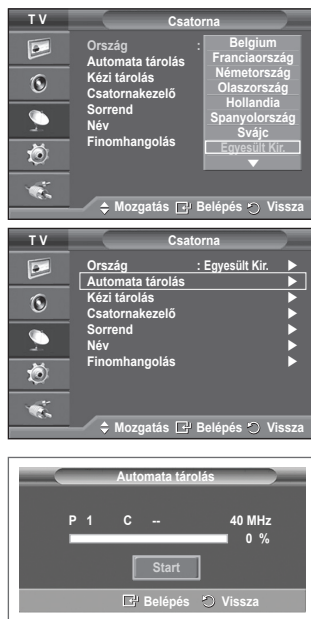 TV Csatorna
Ország : Belgium
Automata tárolás Franciaország
Kézi tárolás Németország
Csatornakezelő Olaszország
Sorrend Hollandia
Név Spanyolország
Finomhangolás Svájc
Egyesült Kir.
Mozgatás Belépés Vissza
TV Csatorna
Ország : Egyesült Kir.
Automata tárolás
Kézi tárolás
Csatornakezelő
Sorrend
Név
Finomhangolás
Mozgatás Belépés Vissza
Automata tárolás
P 1 C -- 40 MHz
0 %
Start
Belépés Vissza